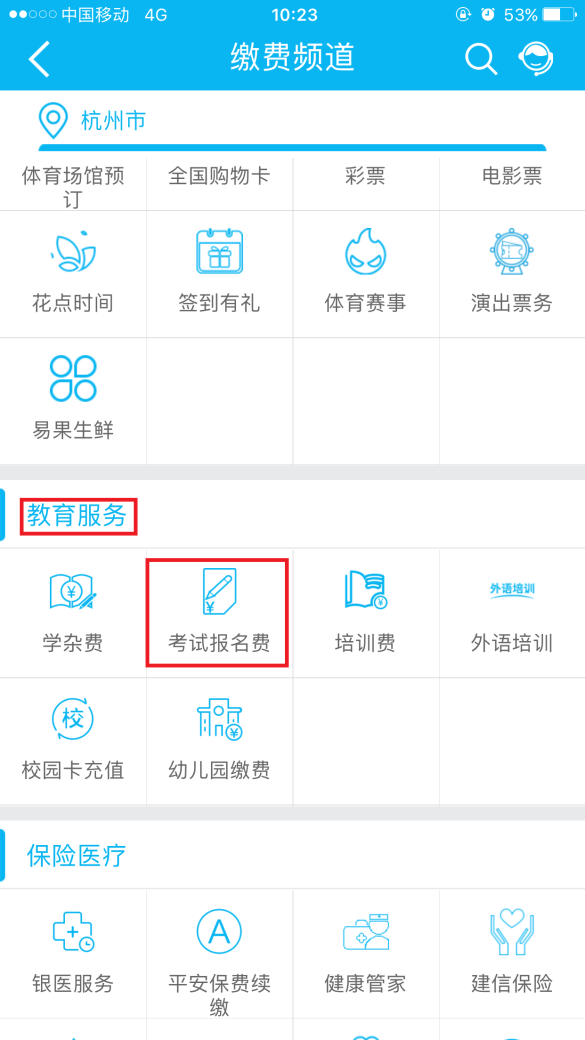 中国移动 4G 10:23 53%
缴费频道
杭州市
体育场馆预订 全国购物卡 彩票 电影票
花点时间 签到有礼 体育赛事 演出票务
易果生鲜
教育服务
¥ ¥ ¥ 外语培训
学杂费 考试报名费 培训费 外语培训
校 ¥
校园卡充值 幼儿园缴费
保险医疗
A
银医服务 平安保费续缴 健康管家 建信保险